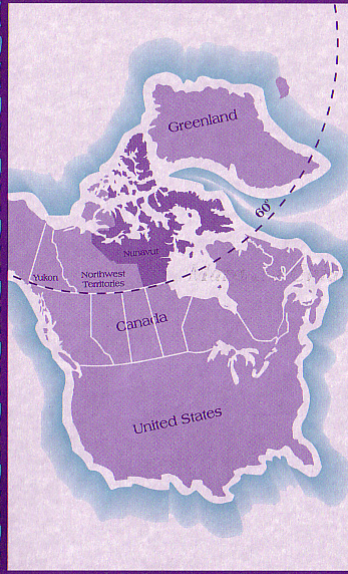 Greenland
60°
Nunavut
Yukon
Northwest
Territories
Canada
United States